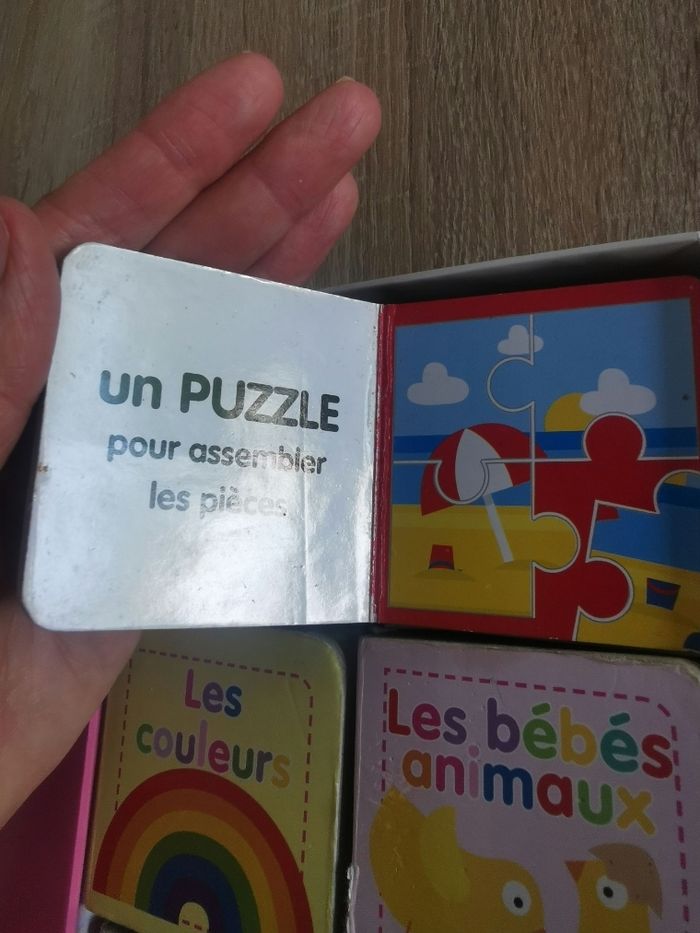 un PUZZLE
pour assembler
les pièces
Les
couleurs
Les bébés
animaux